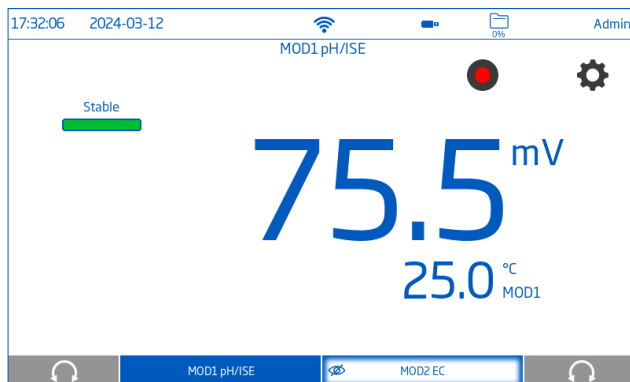 17:32:06 2024-03-12 0% Admin
MOD1 pH/ISE
Stable
75.5 mV
25.0 °C
MOD1
MOD1 pH/ISE MOD2 EC